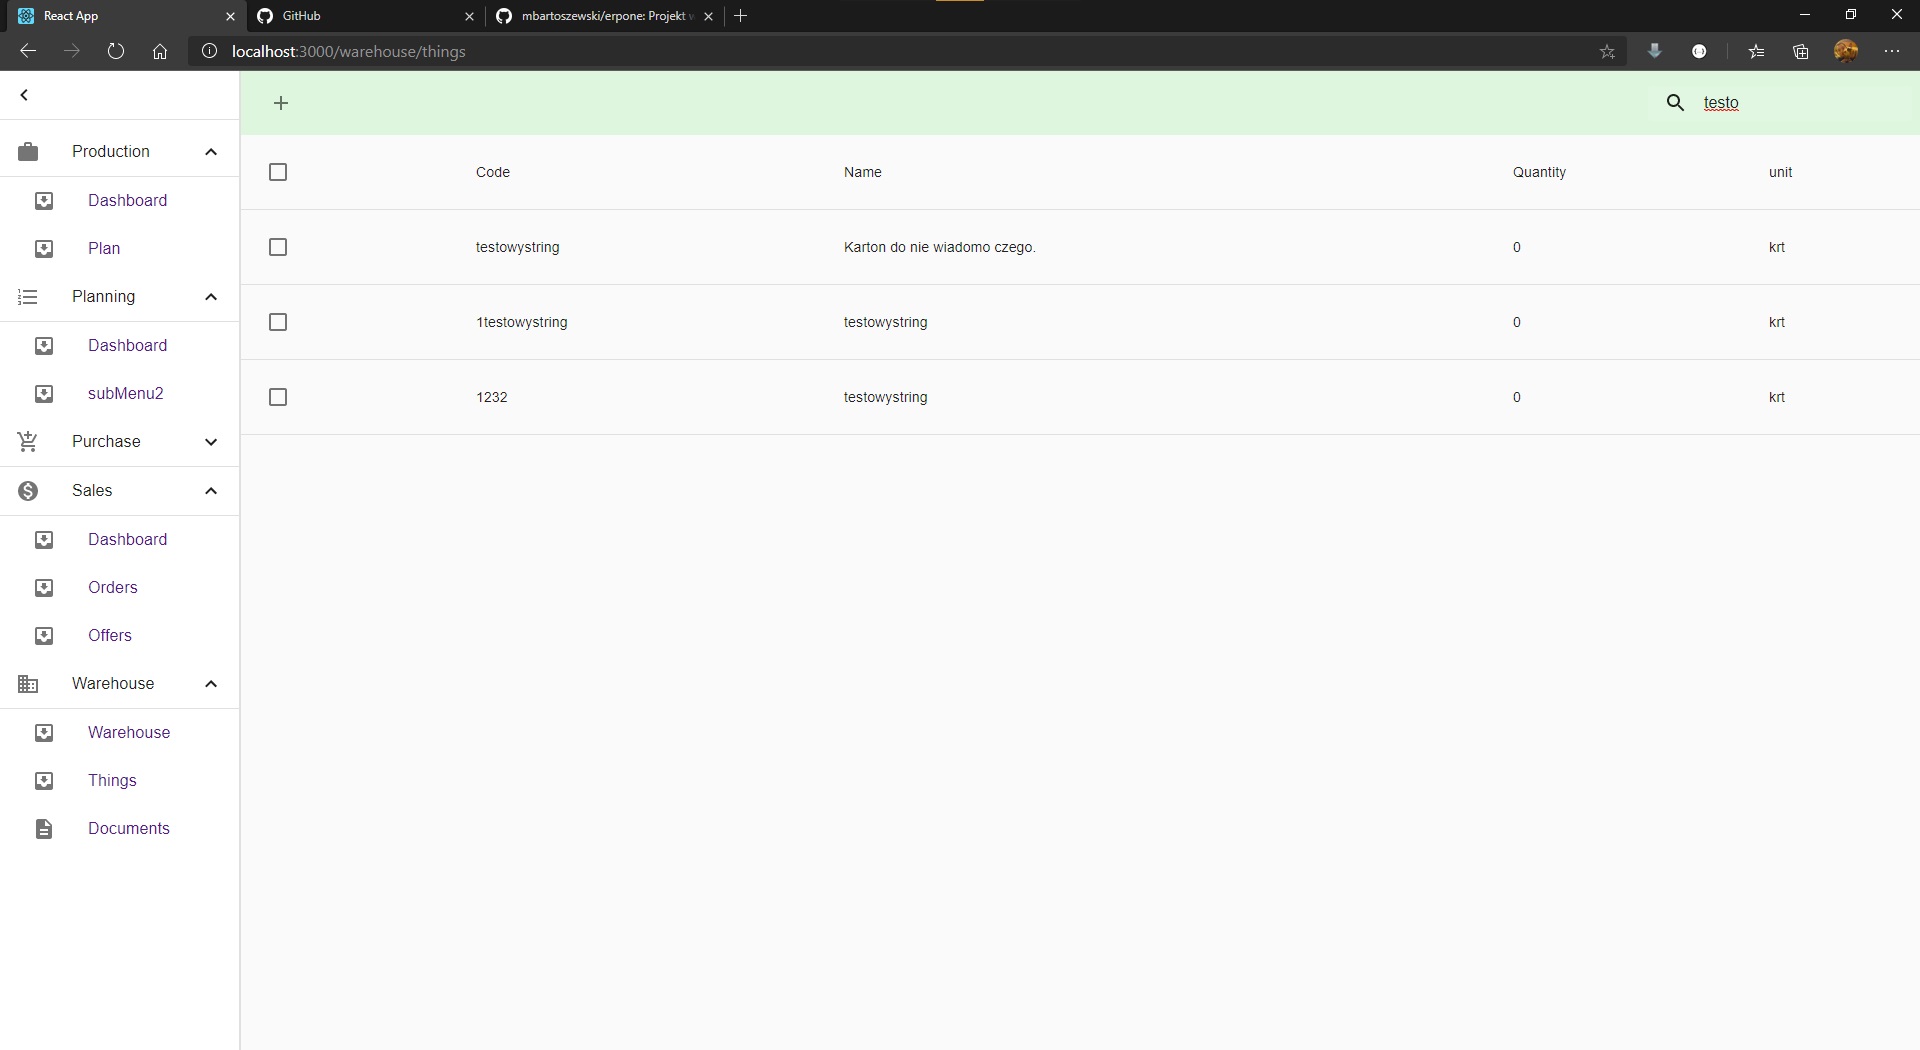 React App
GitHub
mbartoszewski/erpone: Projekt w
localhost:3000/warehouse/things
testo
Production
Dashboard
Plan
Planning
Dashboard
subMenu2
Purchase
Sales
Dashboard
Orders
Offers
Warehouse
Warehouse
Things
Documents
Code Name Quantity unit
testowystring Karton do nie wiadomo czego. 0 krt
1testowystring testowystring 0 krt
1232 testowystring 0 krt